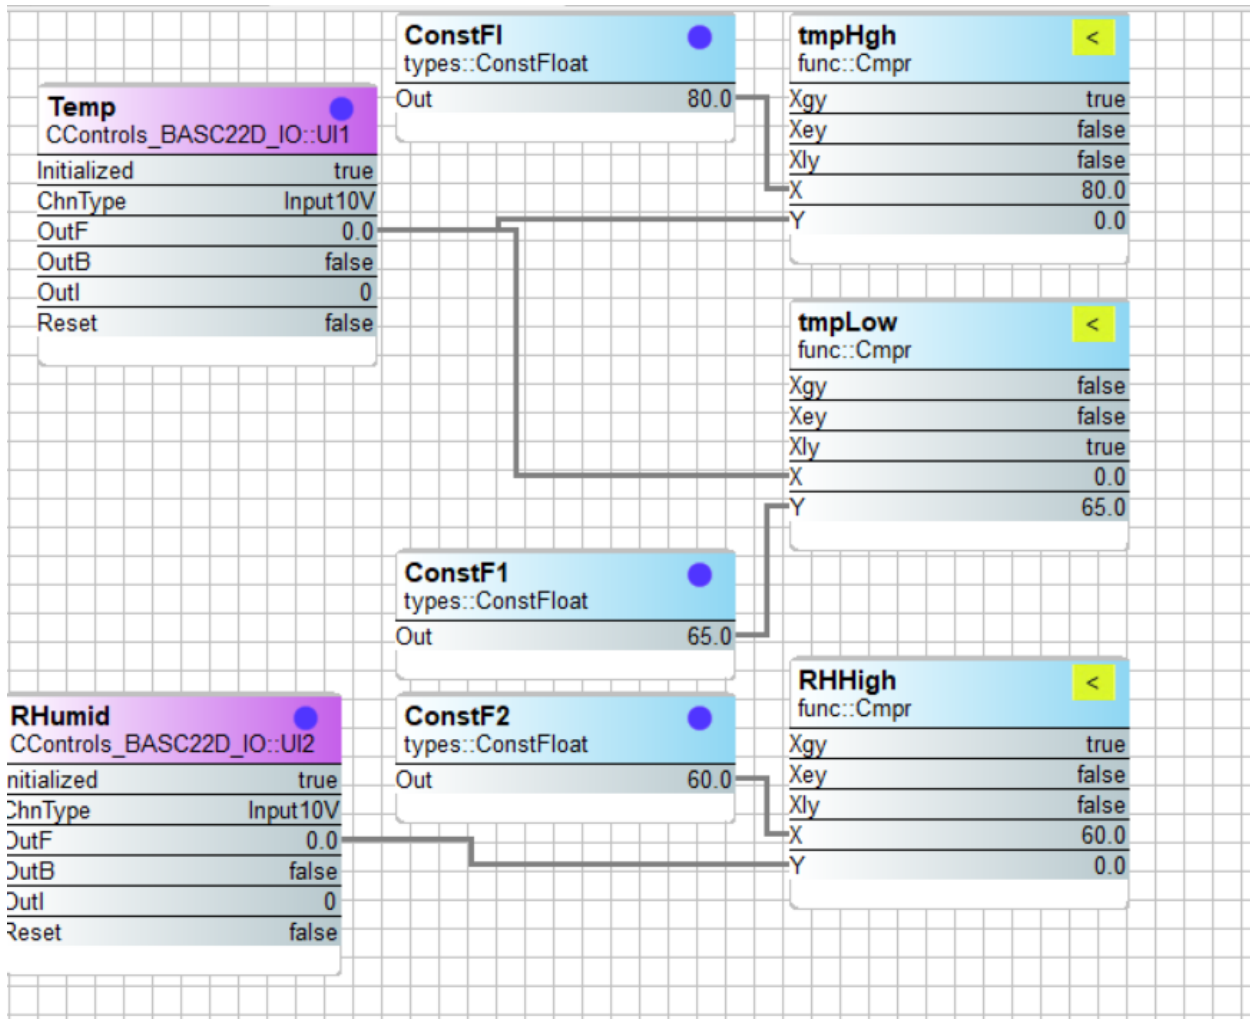 ConstFl
types::ConstFloat
Out 80.0
tmpHgh <
func::Cmpr
Xgy true
Xey false
Xly false
X 80.0
Y 0.0
Temp
CControls_BASC22D_IO::UI1
Initialized true
ChnType Input10V
OutF 0.0
OutB false
OutI 0
Reset false
tmpLow <
func::Cmpr
Xgy false
Xey false
Xly true
X 0.0
Y 65.0
ConstF1
types::ConstFloat
Out 65.0
RHumid
CControls_BASC22D_IO::UI2
nitialized true
ChnType Input10V
OutF 0.0
OutB false
OutI 0
Reset false
ConstF2
types::ConstFloat
Out 60.0
RHHigh <
func::Cmpr
Xgy true
Xey false
Xly false
X 60.0
Y 0.0